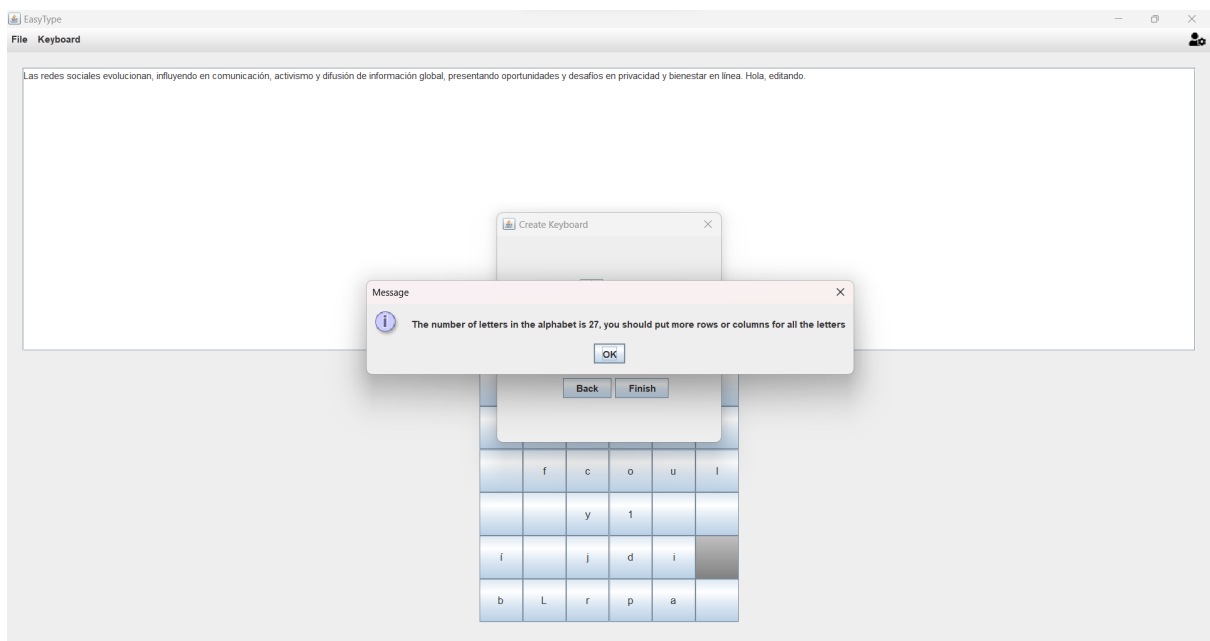 EasyType
File Keyboard
Las redes sociales evolucionan, influyendo en comunicación, activismo y difusión de información global, presentando oportunidades y desafíos en privacidad y bienestar en línea. Hola, editando.
Create Keyboard
Message
The number of letters in the alphabet is 27, you should put more rows or columns for all the letters
OK
Back Finish
f c o u l
y 1
í j d i
b L r p a